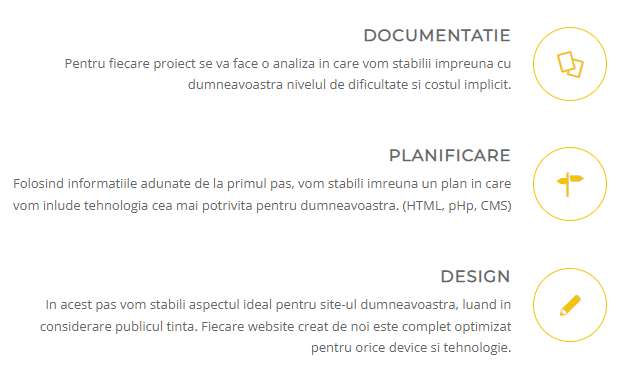 DOCUMENTATIE
Pentru fiecare proiect se va face o analiza in care vom stabilii impreuna cu
dumneavoastra nivelul de dificultate si costul implicit.
PLANIFICARE
Folosind informatiile adunate de la primul pas, vom stabili imreuna un plan in care
vom inlude tehnologia cea mai potrivita pentru dumneavoastra. (HTML, pHp, CMS)
DESIGN
In acest pas vom stabili aspectul ideal pentru site-ul dumneavoastra, luand in
considerare publicul tinta. Fiecare website creat de noi este complet optimizat
pentru orice device si tehnologie.